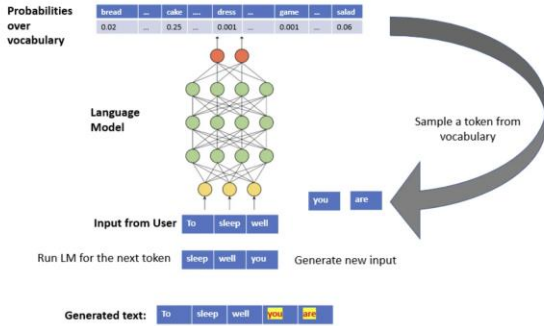 Probabilities over vocabulary
bread ... cake .... dress ... game ... salad
0.02 ... 0.25 ... 0.001 ... 0.001 ... 0.06
Language Model
Sample a token from vocabulary
you are
Input from User To sleep well
Run LM for the next token sleep well you Generate new input
Generated text: To sleep well you are